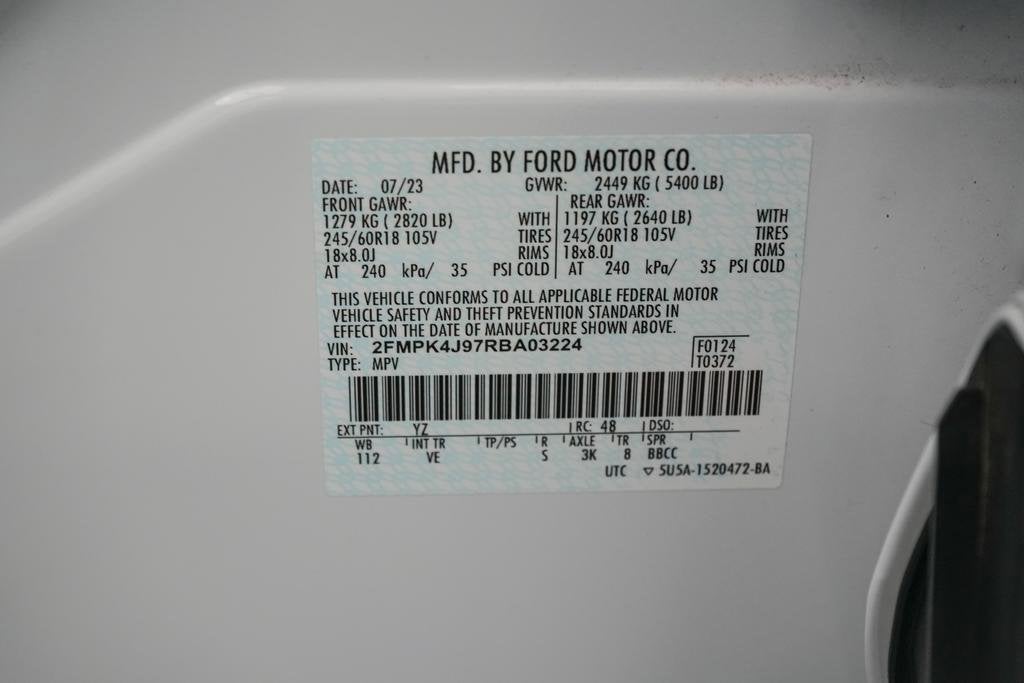 MFD. BY FORD MOTOR CO.
DATE: 07/23 GVWR: 2449 KG ( 5400 LB)
FRONT GAWR: REAR GAWR:
1279 KG ( 2820 LB) WITH 1197 KG ( 2640 LB) WITH
245/60R18 105V TIRES 245/60R18 105V TIRES
18x8.0J RIMS 18x8.0J RIMS
AT 240 kPa/ 35 PSI COLD AT 240 kPa/ 35 PSI COLD
THIS VEHICLE CONFORMS TO ALL APPLICABLE FEDERAL MOTOR
VEHICLE SAFETY AND THEFT PREVENTION STANDARDS IN
EFFECT ON THE DATE OF MANUFACTURE SHOWN ABOVE.
VIN: 2FMPK4J97RBA03224 F0124
TYPE: MPV T0372
EXT PNT: YZ RC: 48 DSO:
WB INT TR TP/PS R AXLE TR SPR
112 VE S 3K 8 BBCC
UTC ▽ 5U5A-1520472-BA